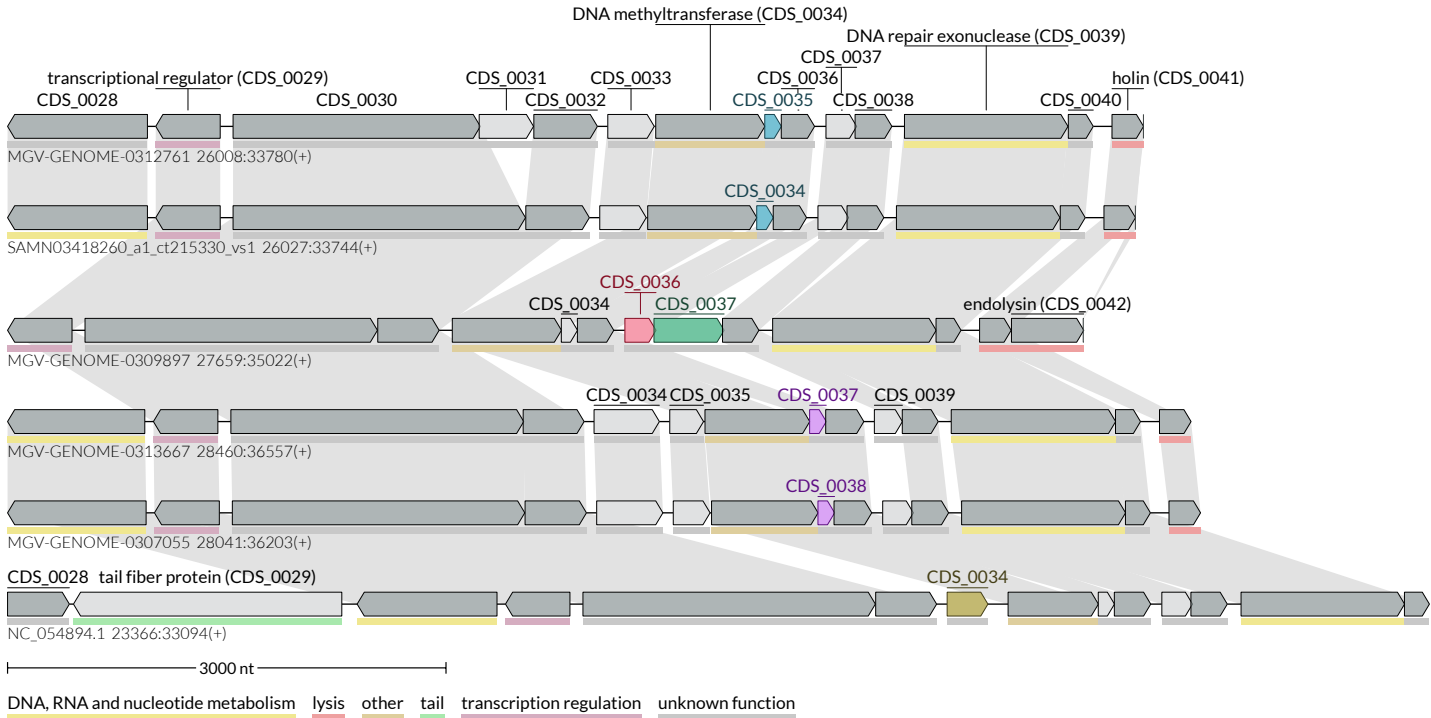 DNA methyltransferase (CDS_0034)
DNA repair exonuclease (CDS_0039)
CDS_0037
transcriptional regulator (CDS_0029) CDS_0031 CDS_0033 CDS_0036 holin (CDS_0041)
CDS_0028 CDS_0030 CDS_0032 CDS_0035 CDS_0038 CDS_0040
MGV-GENOME-0312761 26008:33780(+)
CDS_0034
SAMN03418260_a1_ct215330_vs1 26027:33744(+)
CDS_0036
CDS_0034 CDS_0037 endolysin (CDS_0042)
MGV-GENOME-0309897 27659:35022(+)
CDS_0034 CDS_0035 CDS_0037 CDS_0039
MGV-GENOME-0313667 28460:36557(+)
CDS_0038
MGV-GENOME-0307055 28041:36203(+)
CDS_0028 tail fiber protein (CDS_0029) CDS_0034
NC_054894.1 23366:33094(+)
3000 nt
DNA, RNA and nucleotide metabolism lysis other tail transcription regulation unknown function